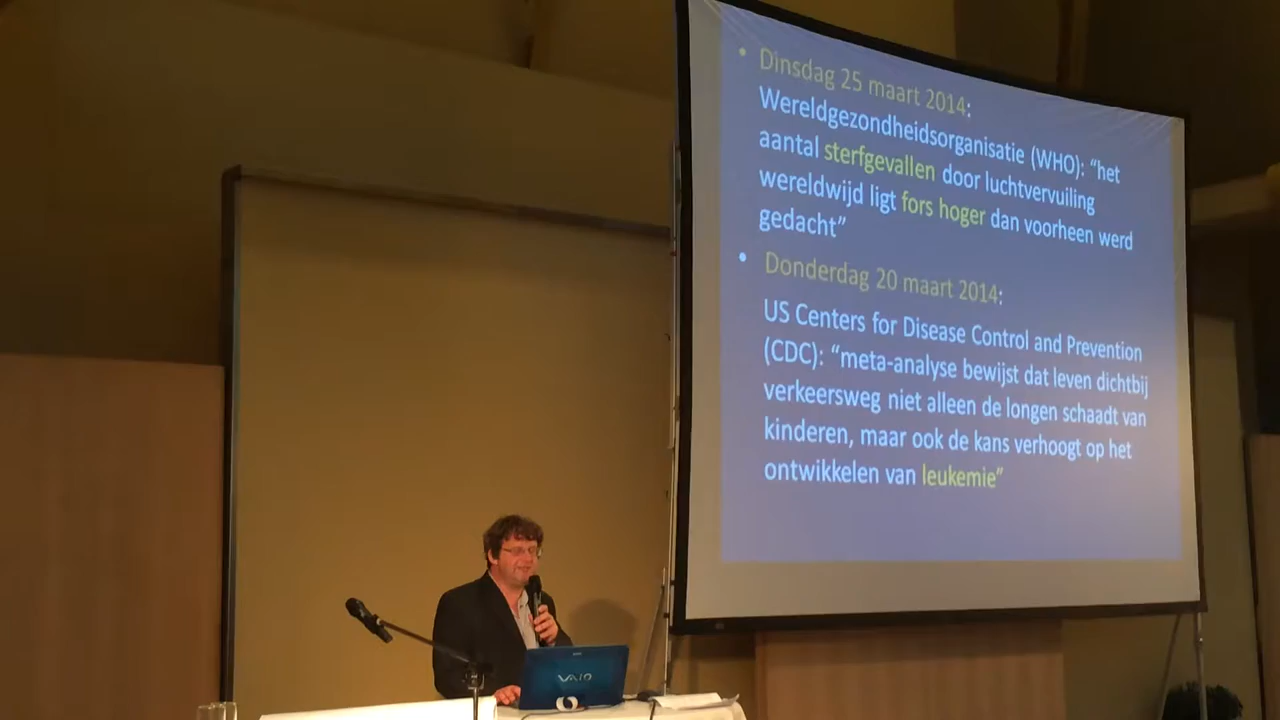 • Dinsdag 25 maart 2014:
Wereldgezondheidsorganisatie (WHO): “het
aantal sterfgevallen door luchtvervuiling
wereldwijd ligt fors hoger dan voorheen werd
gedacht”
• Donderdag 20 maart 2014:
US Centers for Disease Control and Prevention
(CDC): “meta-analyse bewijst dat leven dichtbij
verkeersweg niet alleen de longen schaadt van
kinderen, maar ook de kans verhoogt op het
ontwikkelen van leukemie”
VAIO